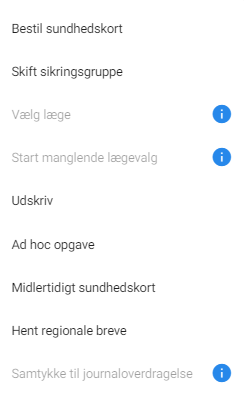 Bestil sundhedskort
Skift sikringsgruppe
Vælg læge
Start manglende lægevalg
Udskriv
Ad hoc opgave
Midlertidigt sundhedskort
Hent regionale breve
Samtykke til journaloverdragelse